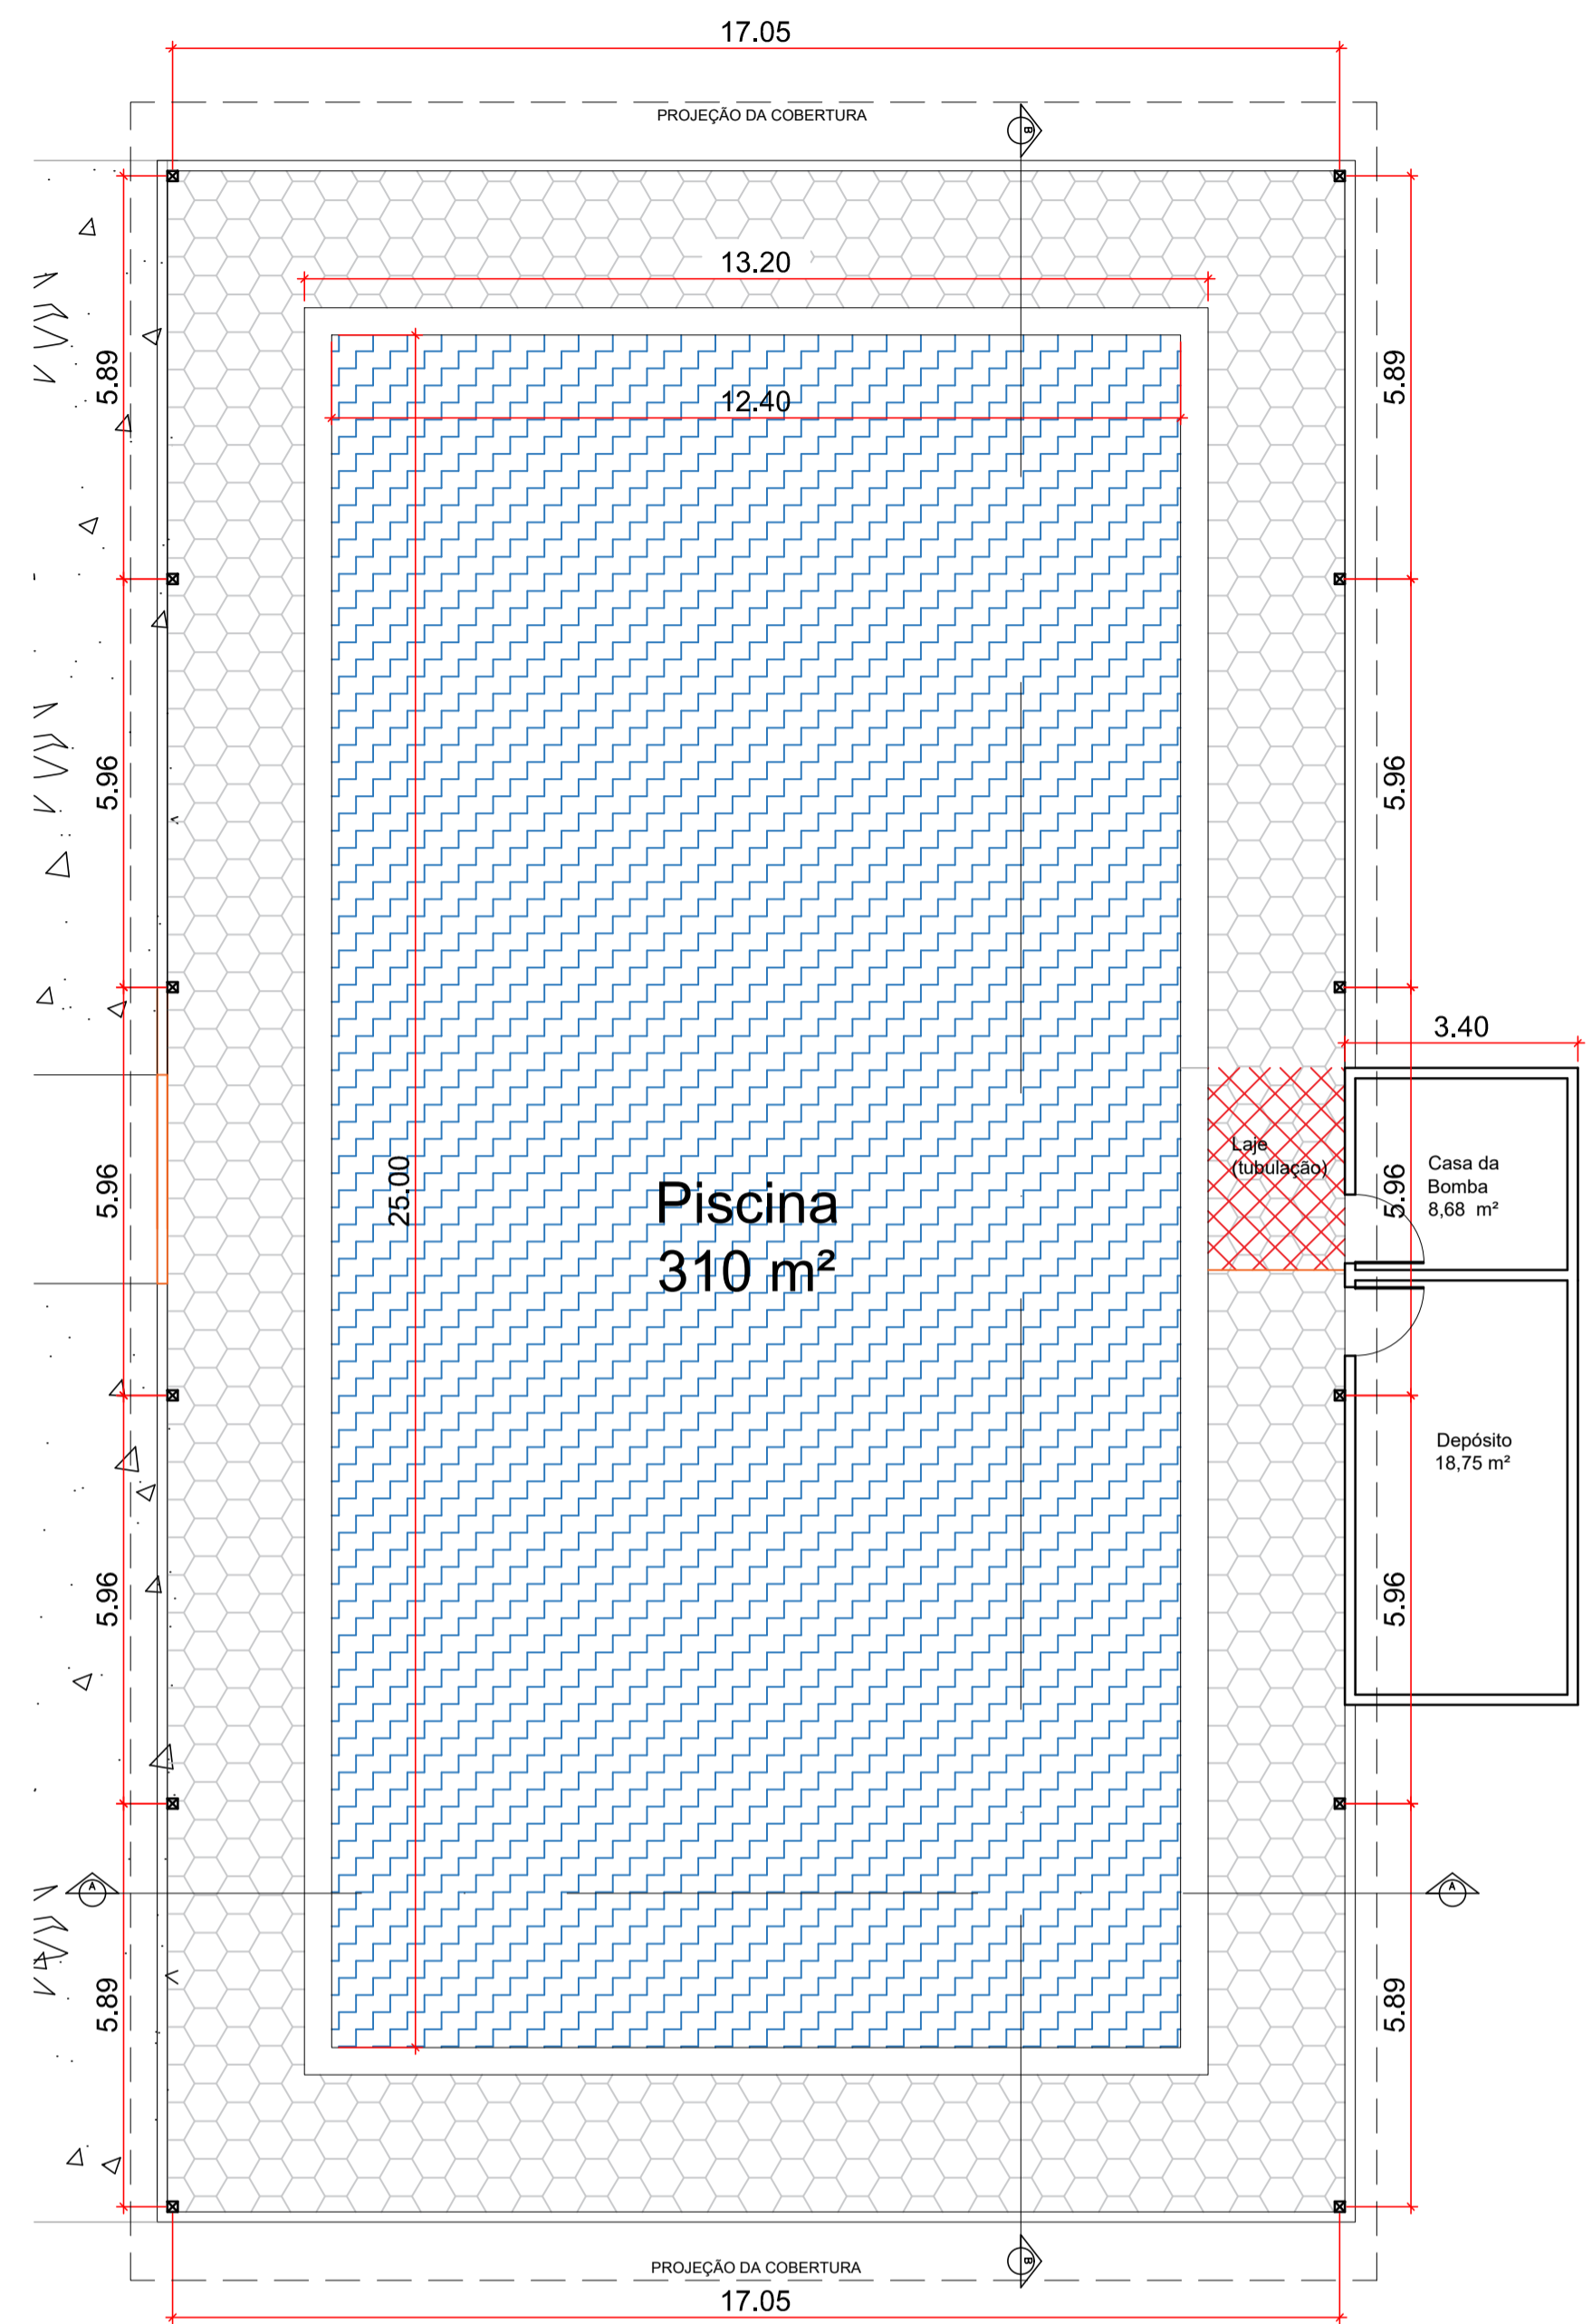 17.05
PROJEÇÃO DA COBERTURA
B
13.20
12.40
5.89
5.89
5.96
5.96
3.40
Laje
(tubulação)
Casa da
Bomba
8,68 m²
5.96
5.96
25.00
Piscina
310 m²
Depósito
18,75 m²
5.96
5.96
A
A
5.89
5.89
B
PROJEÇÃO DA COBERTURA
17.05